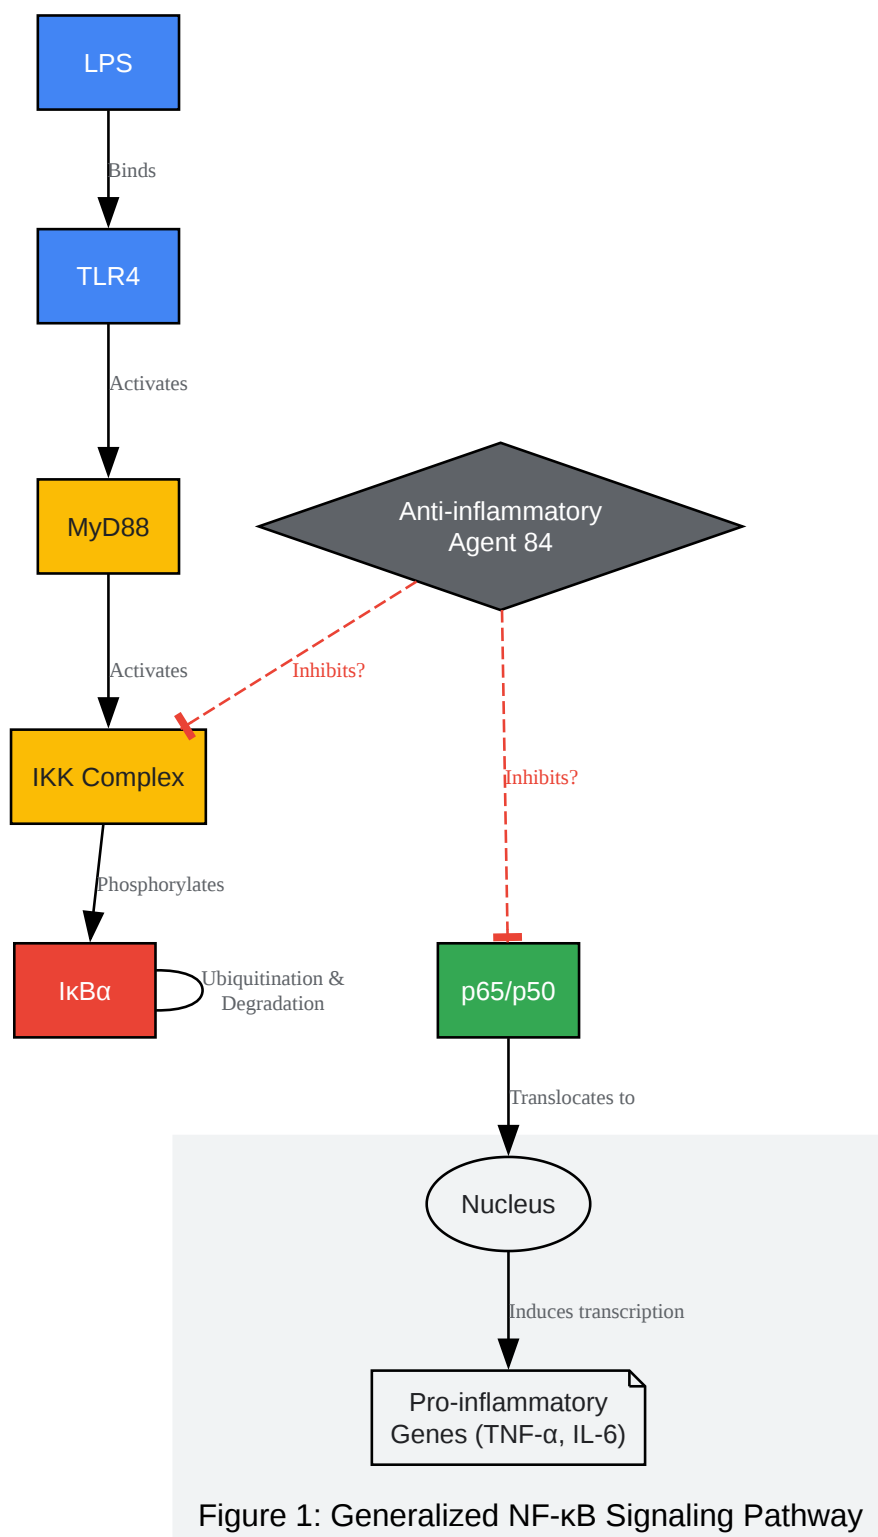 LPS
Binds
TLR4
Activates
MyD88
Anti-inflammatory
Agent 84
Activates
Inhibits?
IKK Complex
Inhibits?
Phosphorylates
IκBα
Ubiquitination &
Degradation
p65/p50
Translocates to
Nucleus
Induces transcription
Pro-inflammatory
Genes (TNF-α, IL-6)
Figure 1: Generalized NF-κB Signaling Pathway